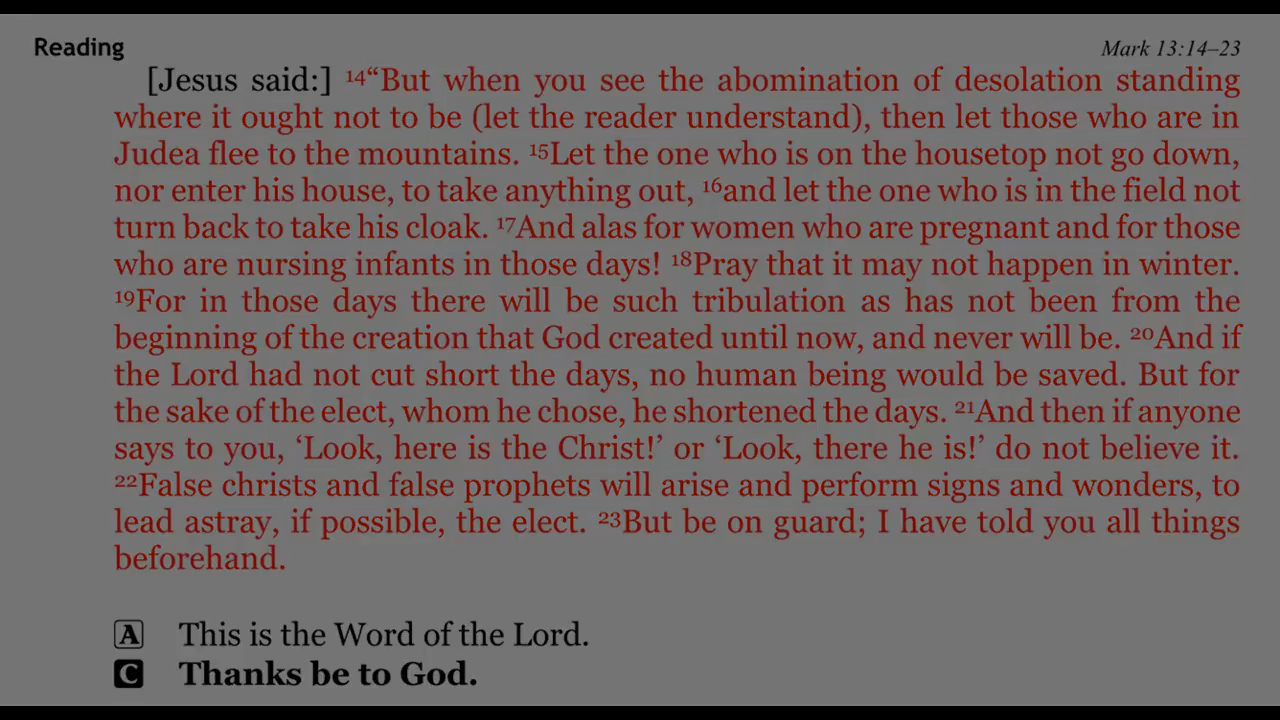 Reading Mark 13:14–23
[Jesus said:] 14“But when you see the abomination of desolation standing
where it ought not to be (let the reader understand), then let those who are in
Judea flee to the mountains. 15Let the one who is on the housetop not go down,
nor enter his house, to take anything out, 16and let the one who is in the field not
turn back to take his cloak. 17And alas for women who are pregnant and for those
who are nursing infants in those days! 18Pray that it may not happen in winter.
19For in those days there will be such tribulation as has not been from the
beginning of the creation that God created until now, and never will be. 20And if
the Lord had not cut short the days, no human being would be saved. But for
the sake of the elect, whom he chose, he shortened the days. 21And then if anyone
says to you, ‘Look, here is the Christ!’ or ‘Look, there he is!’ do not believe it.
22False christs and false prophets will arise and perform signs and wonders, to
lead astray, if possible, the elect. 23But be on guard; I have told you all things
beforehand.
A This is the Word of the Lord.
C Thanks be to God.